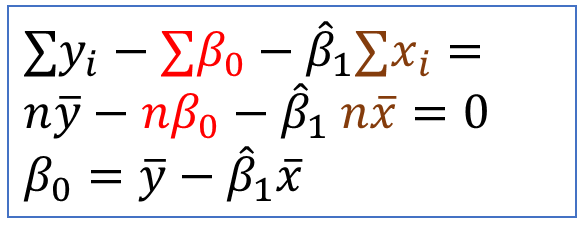 ∑yᵢ − ∑β₀ − β̂₁∑xᵢ =
nȳ − nβ₀ − β̂₁ nx̄ = 0
β₀ = ȳ − β̂₁x̄